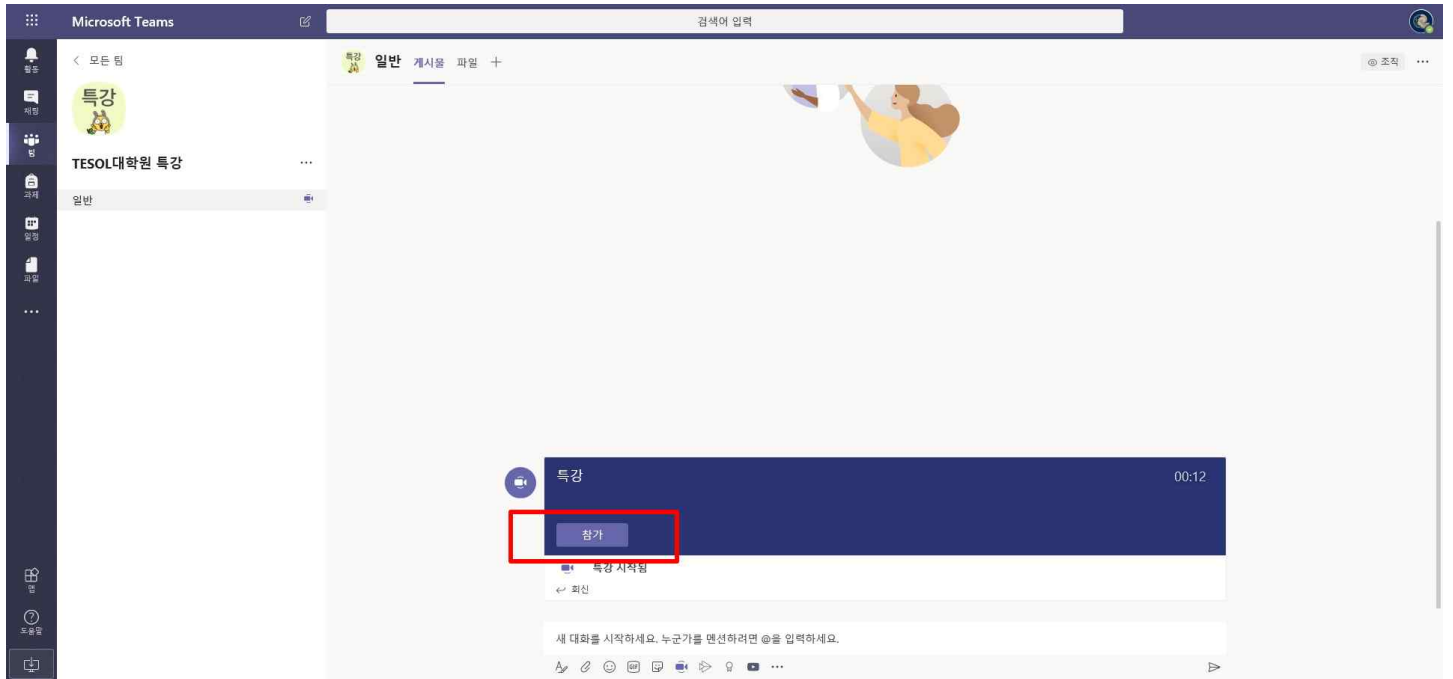 Microsoft Teams
검색어 입력
활동
채팅
팀
과제
일정
파일
앱
도움말
모든 팀
특강
TESOL대학원 특강
일반
특강
일반 게시물 파일
조직
특강
00:12
참가
특강 시작됨
회신
새 대화를 시작하세요. 누군가를 멘션하려면 @을 입력하세요.
GIF